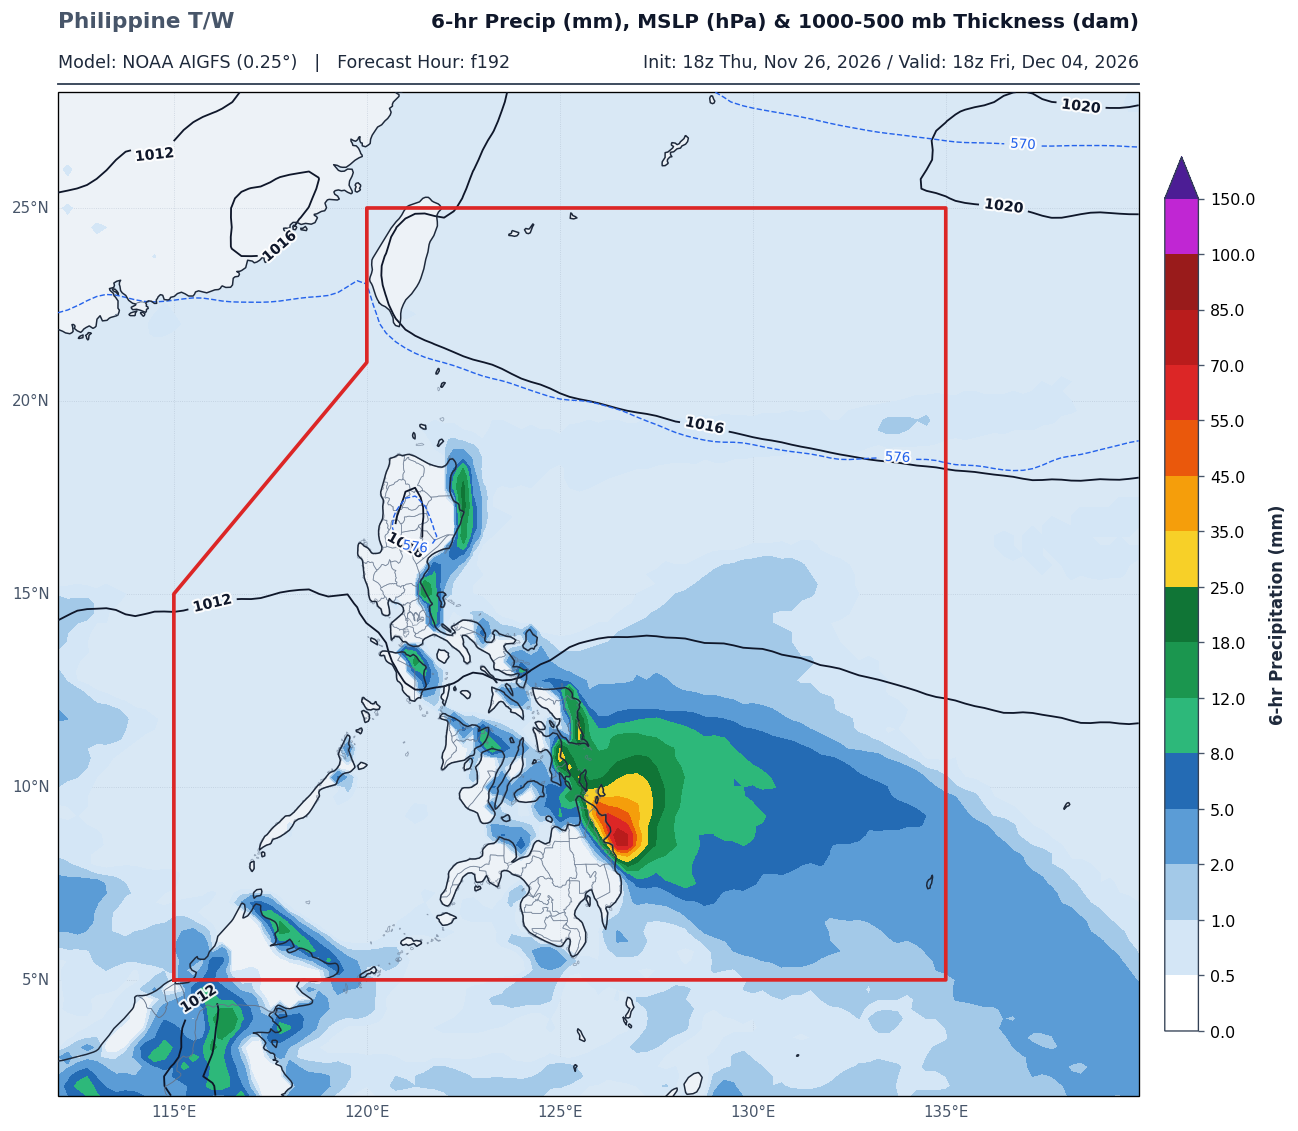 Philippine T/W
6-hr Precip (mm), MSLP (hPa) & 1000-500 mb Thickness (dam)
Model: NOAA AIGFS (0.25°) | Forecast Hour: f192
Init: 18z Thu, Nov 26, 2026 / Valid: 18z Fri, Dec 04, 2026
1020
570
1012
1020
1016
1016
576
576
1012
1012
25°N
20°N
15°N
10°N
5°N
115°E
120°E
125°E
130°E
135°E
150.0
100.0
85.0
70.0
55.0
45.0
35.0
25.0
18.0
12.0
8.0
5.0
2.0
1.0
0.5
0.0
6-hr Precipitation (mm)